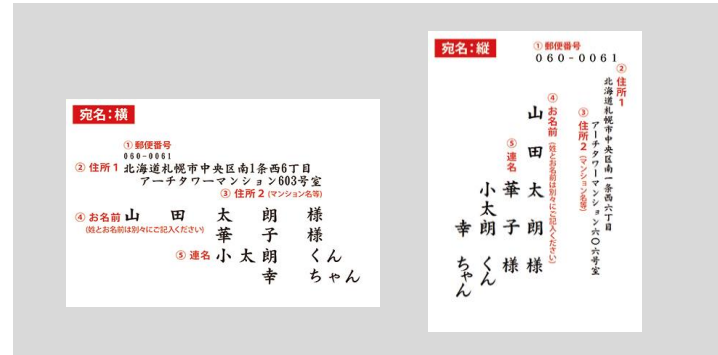 宛名：横
①郵便番号
060-0061
②住所1 北海道札幌市中央区南1条西6丁目
アーチタワーマンション603号室
③住所2 (マンション名等)
④お名前 山田 太朗 様
(姓とお名前は別々にご記入ください) 華子 様
⑤連名 小太朗 くん
幸 ちゃん
宛名：縦
①郵便番号
060-0061
②住所1
北海道札幌市中央区南一条西六丁目
アーチタワーマンション六〇六号室
③住所2(マンション名等)
④お名前(姓とお名前は別々にご記入ください)
山田 太朗 様
⑤連名
華子 様
小太朗 くん
幸 ちゃん